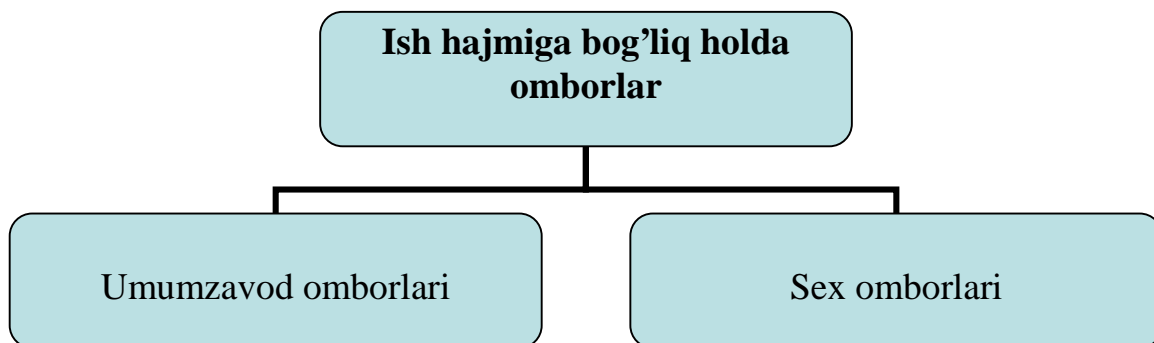 Ish hajmiga bog’liq holda
omborlar
Umumzavod omborlari
Sex omborlari